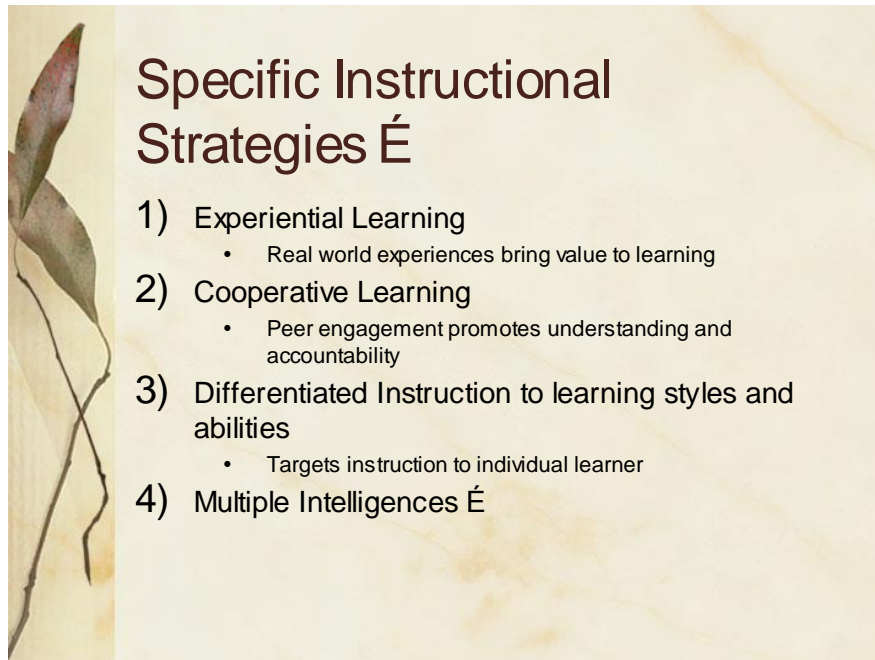 Specific Instructional
Strategies É
1) Experiential Learning
• Real world experiences bring value to learning
2) Cooperative Learning
• Peer engagement promotes understanding and
accountability
3) Differentiated Instruction to learning styles and
abilities
• Targets instruction to individual learner
4) Multiple Intelligences É